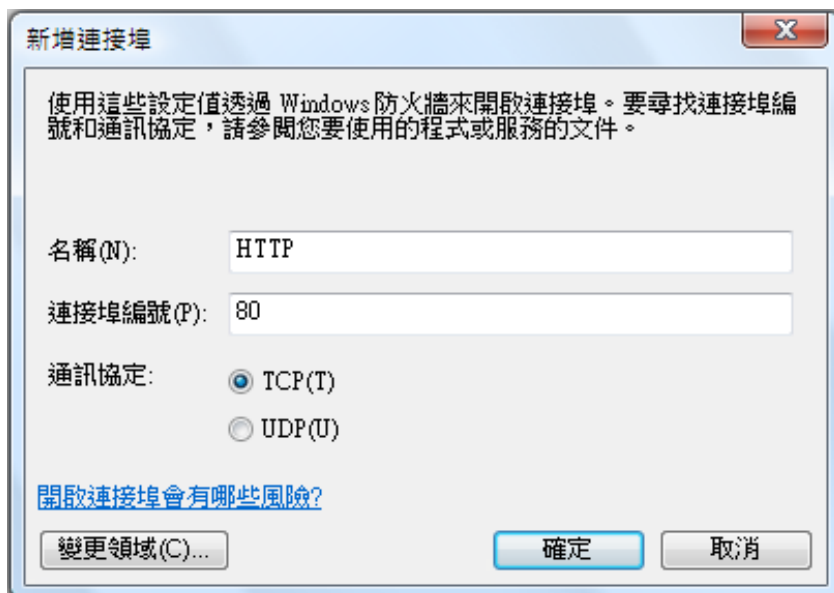 新增連接埠
使用這些設定值透過 Windows 防火牆來開啟連接埠。要尋找連接埠編
號和通訊協定，請參閱您要使用的程式或服務的文件。
名稱(N): HTTP
連接埠編號(P): 80
通訊協定: TCP(T)
UDP(U)
開啟連接埠會有哪些風險?
變更領域(C)... 確定 取消